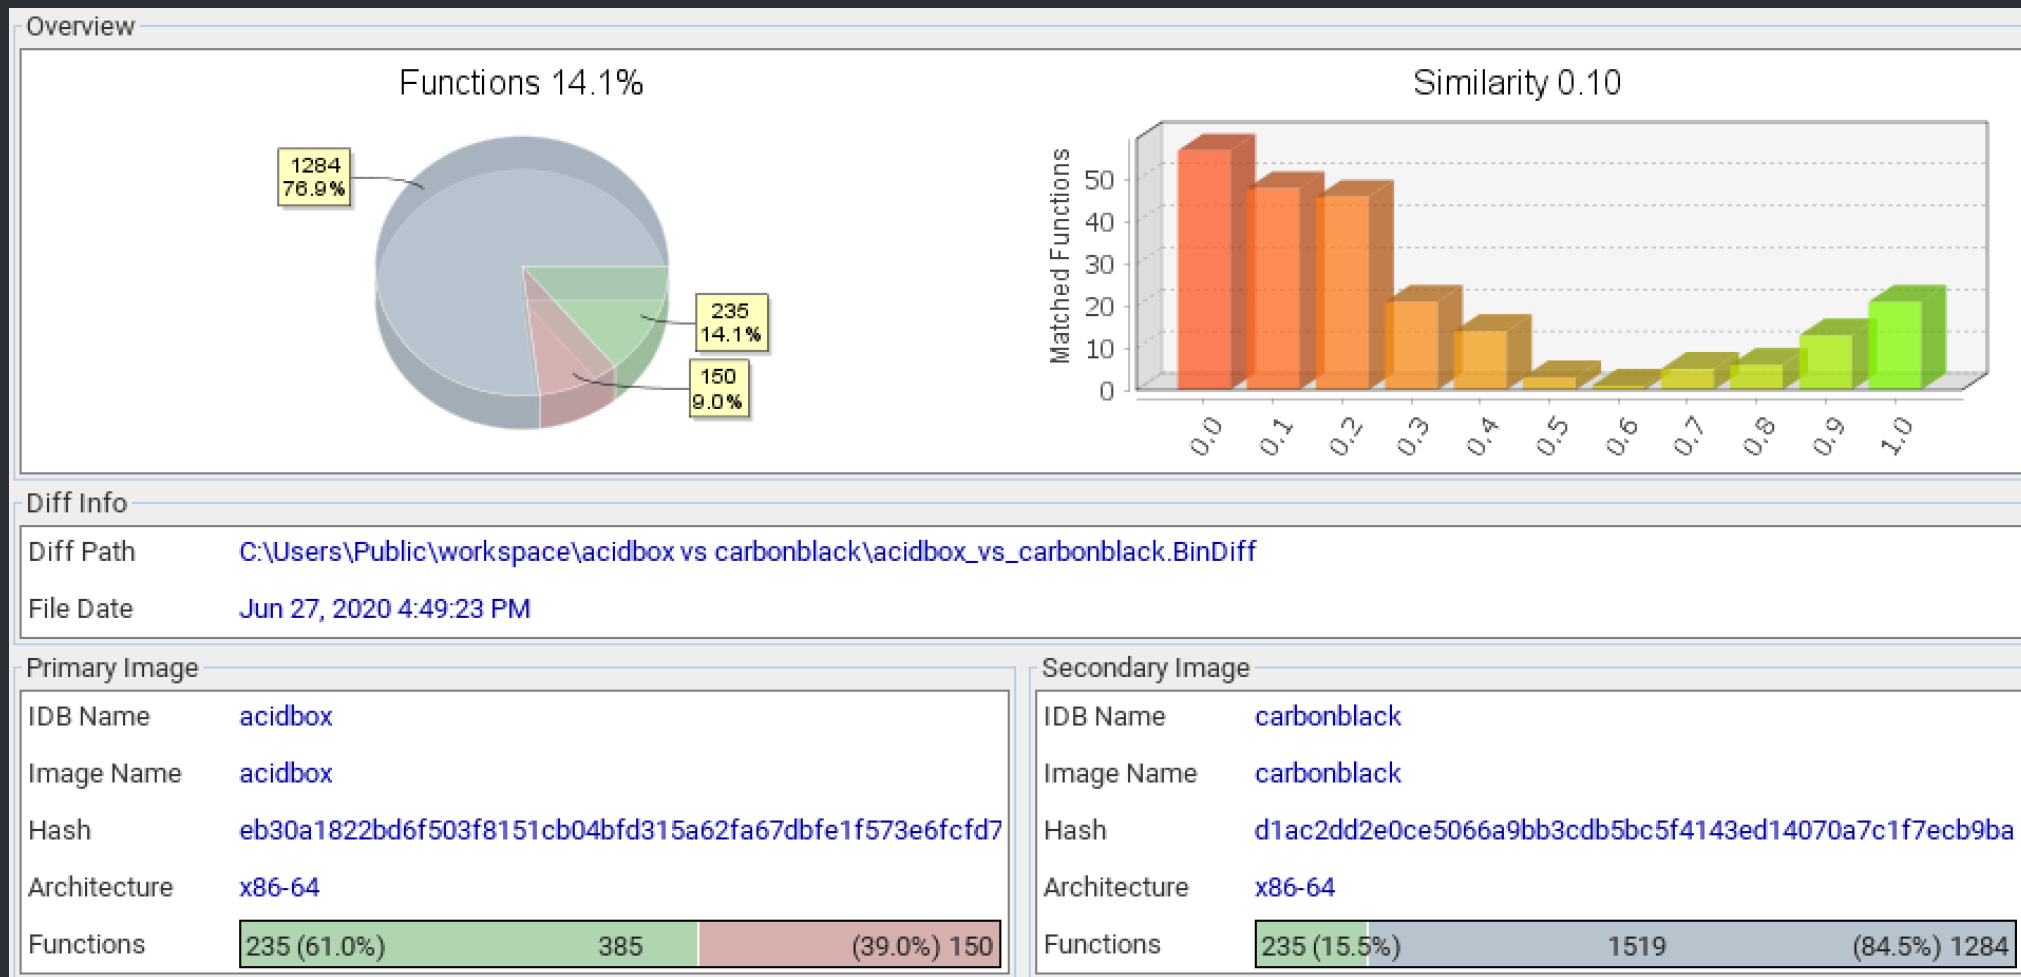 Overview
Functions 14.1%
1284
76.9%
235
14.1%
150
9.0%
Similarity 0.10
Matched Functions
50
40
30
20
10
0
0.0
0.1
0.2
0.3
0.4
0.5
0.6
0.7
0.8
0.9
1.0
Diff Info
Diff Path C:\Users\Public\workspace\acidbox vs carbonblack\acidbox_vs_carbonblack.BinDiff
File Date Jun 27, 2020 4:49:23 PM
Primary Image
IDB Name acidbox
Image Name acidbox
Hash eb30a1822bd6f503f8151cb04bfd315a62fa67dbfe1f573e6fcfd7
Architecture x86-64
Functions 235 (61.0%) 385 (39.0%) 150
Secondary Image
IDB Name carbonblack
Image Name carbonblack
Hash d1ac2dd2e0ce5066a9bb3cdb5bc5f4143ed14070a7c1f7ecb9ba
Architecture x86-64
Functions 235 (15.5%) 1519 (84.5%) 1284